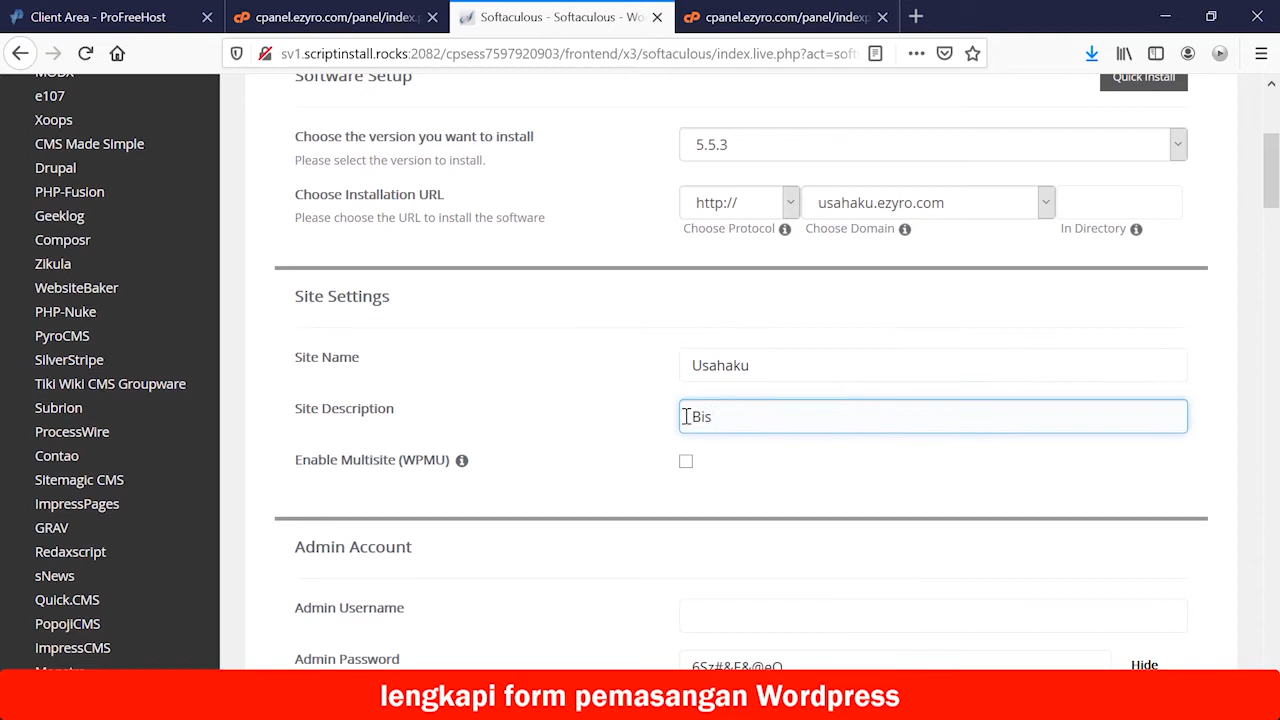 Client Area - ProFreeHost
cpanel.ezyro.com/panel/index.p
Softaculous - Softaculous - Wo
cpanel.ezyro.com/panel/indexp
sv1.scriptinstall.rocks:2082/cpsess7597920903/frontend/x3/softaculous/index.live.php?act=soft
MODX
e107
Xoops
CMS Made Simple
Drupal
PHP-Fusion
Geeklog
Composr
Zikula
WebsiteBaker
PHP-Nuke
PyroCMS
SilverStripe
Tiki Wiki CMS Groupware
Subrion
ProcessWire
Contao
Sitemagic CMS
ImpressPages
GRAV
Redaxscript
sNews
Quick.CMS
PopojiCMS
ImpressCMS
Software Setup
Quick Install
Choose the version you want to install
Please select the version to install.
5.5.3
Choose Installation URL
Please choose the URL to install the software
http://
usahaku.ezyro.com
Choose Protocol
Choose Domain
In Directory
Site Settings
Site Name
Usahaku
Site Description
Bis
Enable Multisite (WPMU)
Admin Account
Admin Username
Admin Password
Hide
lengkapi form pemasangan Wordpress